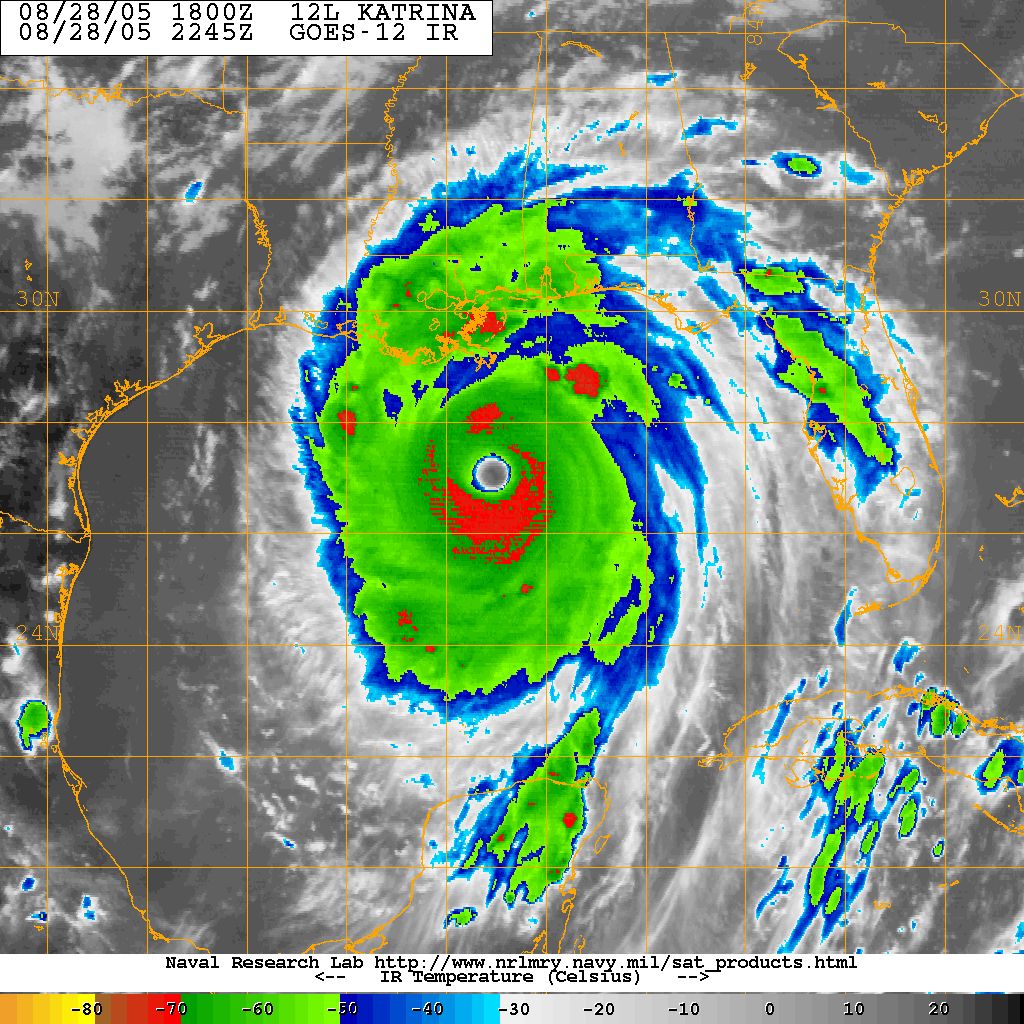 08/28/05 1800Z 12L KATRINA
08/28/05 2245Z GOES-12 IR
84W
30N 30N
24N 24N
Naval Research Lab http://www.nrlmry.navy.mil/sat_products.html
<-- IR Temperature (Celsius) -->
-80 -70 -60 -50 -40 -30 -20 -10 0 10 20